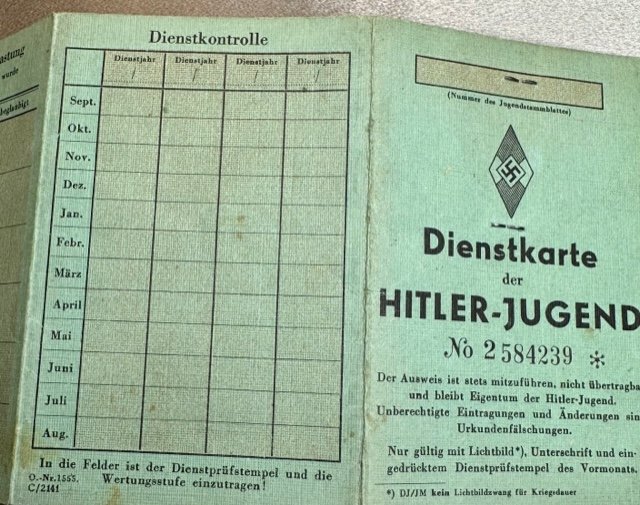 astung
wurde
beglaubigt
Dienstkontrolle
Dienstjahr Dienstjahr Dienstjahr Dienstjahr
/ / / /
Sept.
Okt.
Nov.
Dez.
Jan.
Febr.
März
April
Mai
Juni
Juli
Aug.
In die Felder ist der Dienstprüfstempel und die
Wertungsstufe einzutragen!
O.-Nr.1555.
C/2141
(Nummer des Jugendstammblattes)
Dienstkarte
der
HITLER-JUGEND
No 2584239 *
Der Ausweis ist stets mitzuführen, nicht übertragba
und bleibt Eigentum der Hitler-Jugend.
Unberechtigte Eintragungen und Änderungen sin
Urkundenfälschungen.
Nur gültig mit Lichtbild*), Unterschrift und ein-
gedrücktem Dienstprüfstempel des Vormonats.
*) DJ/JM kein Lichtbildzwang für Kriegsdauer